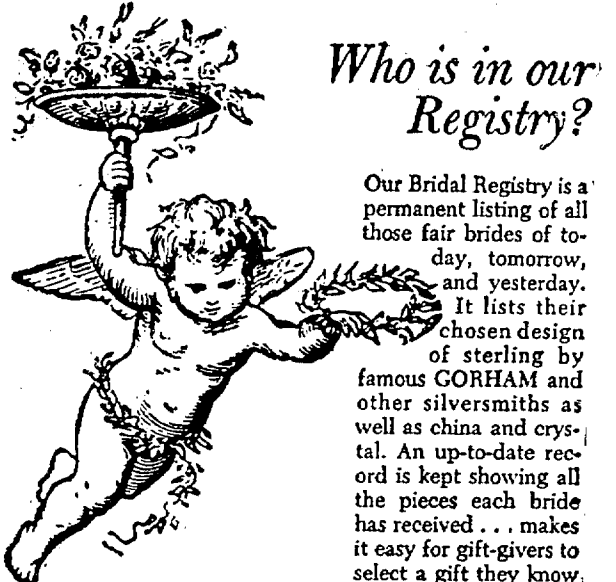 Who is in our
Registry?
Our Bridal Registry is a
permanent listing of all
those fair brides of to-
day, tomorrow,
and yesterday.
It lists their
chosen design
of sterling by
famous GORHAM and
other silversmiths as
well as china and crys-
tal. An up-to-date rec-
ord is kept showing all
the pieces each bride
has received . . . makes
it easy for gift-givers to
select a gift they know